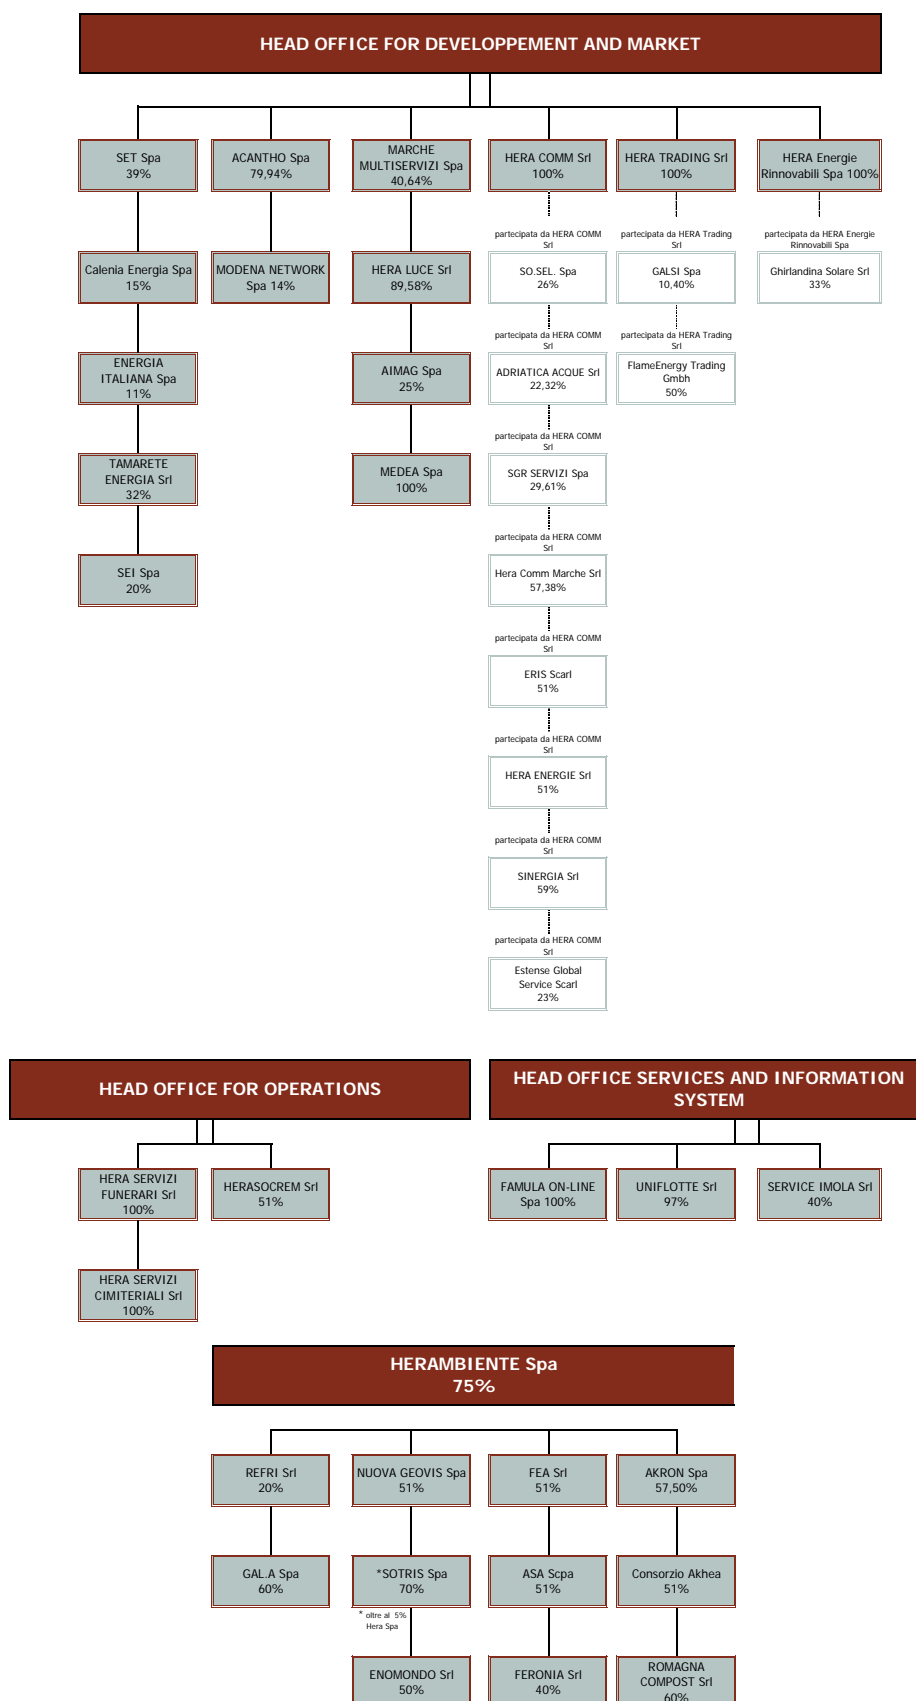 HEAD OFFICE FOR DEVELOPPEMENT AND MARKET
SET Spa
39%
ACANTHO Spa
79,94%
MARCHE
MULTISERVIZI Spa
40,64%
HERA COMM Srl
100%
HERA TRADING Srl
100%
HERA Energie
Rinnovabili Spa 100%
partecipata da HERA COMM
Srl
partecipata da HERA Trading
Srl
partecipata da HERA Energie
Rinnovabili Spa
Calenia Energia Spa
15%
MODENA NETWORK
Spa 14%
HERA LUCE Srl
89,58%
SO.SEL. Spa
26%
GALSI Spa
10,40%
Ghirlandina Solare Srl
33%
partecipata da HERA COMM
Srl
partecipata da HERA Trading
Srl
ENERGIA
ITALIANA Spa
11%
AIMAG Spa
25%
ADRIATICA ACQUE Srl
22,32%
FlameEnergy Trading
Gmbh
50%
partecipata da HERA COMM
Srl
TAMARETE
ENERGIA Srl
32%
MEDEA Spa
100%
SGR SERVIZI Spa
29,61%
partecipata da HERA COMM
Srl
SEI Spa
20%
Hera Comm Marche Srl
57,38%
partecipata da HERA COMM
Srl
ERIS Scarl
51%
partecipata da HERA COMM
Srl
HERA ENERGIE Srl
51%
partecipata da HERA COMM
Srl
SINERGIA Srl
59%
partecipata da HERA COMM
Srl
Estense Global
Service Scarl
23%
HEAD OFFICE FOR OPERATIONS
HERA SERVIZI
FUNERARI Srl
100%
HERASOCREM Srl
51%
HERA SERVIZI
CIMITERIALI Srl
100%
HEAD OFFICE SERVICES AND INFORMATION
SYSTEM
FAMULA ON-LINE
Spa 100%
UNIFLOTTE Srl
97%
SERVICE IMOLA Srl
40%
HERAMBIENTE Spa
75%
REFRI Srl
20%
NUOVA GEOVIS Spa
51%
FEA Srl
51%
AKRON Spa
57,50%
GAL.A Spa
60%
*SOTRIS Spa
70%
ASA Scpa
51%
Consorzio Akhea
51%
* oltre al 5%
Hera Spa
ENOMONDO Srl
50%
FERONIA Srl
40%
ROMAGNA
COMPOST Srl
60%